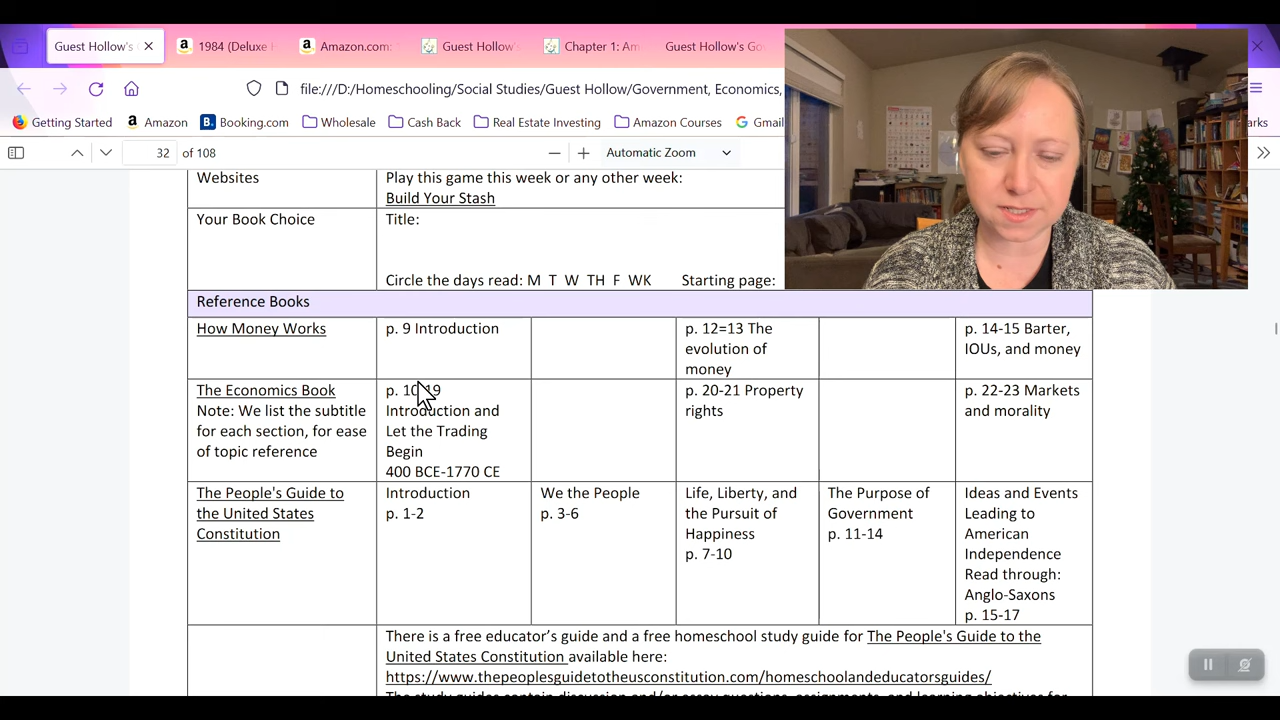 Guest Hollow's
1984 (Deluxe
Amazon.com:
Guest Hollow's
Chapter 1: Am
Guest Hollow's Go
file:///D:/Homeschooling/Social Studies/Guest Hollow/Government, Economics,
Getting Started
Amazon
Booking.com
Wholesale
Cash Back
Real Estate Investing
Amazon Courses
Gmail
32 of 108
Automatic Zoom
Websites
Play this game this week or any other week:
Build Your Stash
Your Book Choice
Title:
Circle the days read: M T W TH F WK Starting page:
Reference Books
How Money Works
p. 9 Introduction
p. 12=13 The
evolution of
money
p. 14-15 Barter,
IOUs, and money
The Economics Book
Note: We list the subtitle
for each section, for ease
of topic reference
p. 10-19
Introduction and
Let the Trading
Begin
400 BCE-1770 CE
p. 20-21 Property
rights
p. 22-23 Markets
and morality
The People's Guide to
the United States
Constitution
Introduction
p. 1-2
We the People
p. 3-6
Life, Liberty, and
the Pursuit of
Happiness
p. 7-10
The Purpose of
Government
p. 11-14
Ideas and Events
Leading to
American
Independence
Read through:
Anglo-Saxons
p. 15-17
There is a free educator's guide and a free homeschool study guide for The People's Guide to the
United States Constitution available here:
https://www.thepeoplesguidetotheusconstitution.com/homeschoolandeducatorsguides/